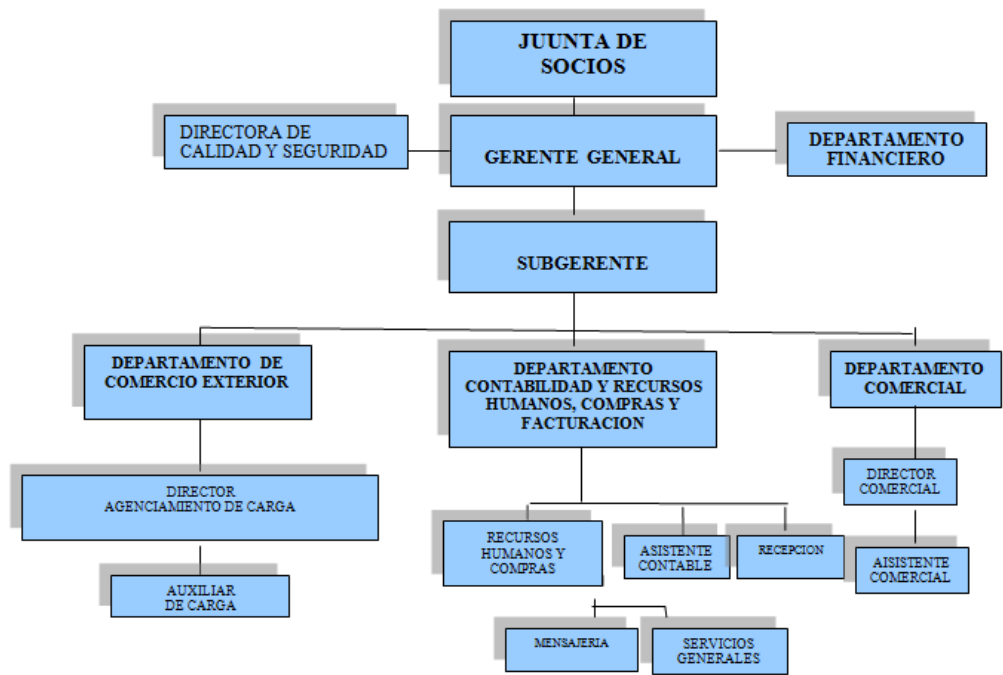 JUUNTA DE
SOCIOS
DIRECTORA DE
CALIDAD Y SEGURIDAD
GERENTE GENERAL
DEPARTAMENTO
FINANCIERO
SUBGERENTE
DEPARTAMENTO DE
COMERCIO EXTERIOR
DEPARTAMENTO
CONTABILIDAD Y RECURSOS
HUMANOS, COMPRAS Y
FACTURACION
DEPARTAMENTO
COMERCIAL
DIRECTOR
AGENCIAMIENTO DE CARGA
DIRECTOR
COMERCIAL
RECURSOS
HUMANOS Y
COMPRAS
ASISTENTE
CONTABLE
RECEPCION
AISISTENTE
COMERCIAL
AUXILIAR
DE CARGA
MENSAJERIA
SERVICIOS
GENERALES